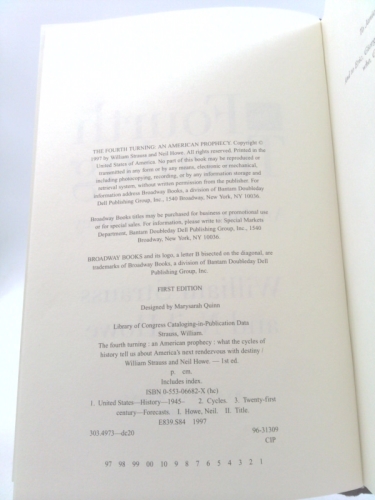 THE FOURTH TURNING: AN AMERICAN PROPHECY. Copyright ©
1997 by William Strauss and Neil Howe. All rights reserved. Printed in the
United States of America. No part of this book may be reproduced or
transmitted in any form or by any means, electronic or mechanical,
including photocopying, recording, or by any information storage and
retrieval system, without written permission from the publisher. For
information address Broadway Books, a division of Bantam Doubleday
Dell Publishing Group, Inc., 1540 Broadway, New York, NY 10036.
Broadway Books titles may be purchased for business or promotional use
or for special sales. For information, please write to: Special Markets
Department, Bantam Doubleday Dell Publishing Group, Inc., 1540
Broadway, New York, NY 10036.
BROADWAY BOOKS and its logo, a letter B bisected on the diagonal, are
trademarks of Broadway Books, a division of Bantam Doubleday Dell
Publishing Group, Inc.
FIRST EDITION
Designed by Marysarah Quinn
Library of Congress Cataloging-in-Publication Data
Strauss, William.
The fourth turning : an American prophecy : what the cycles of
history tell us about America's next rendezvous with destiny /
William Strauss and Neil Howe. — 1st ed.
p. cm.
Includes index.
ISBN 0-553-06682-X (hc)
1. United States—History—1945– 2. Cycles. 3. Twenty-first
century—Forecasts. I. Howe, Neil. II. Title.
E839.S84 1997
303.4973—dc20 96-31309
CIP
97 98 99 00 10 9 8 7 6 5 4 3 2 1